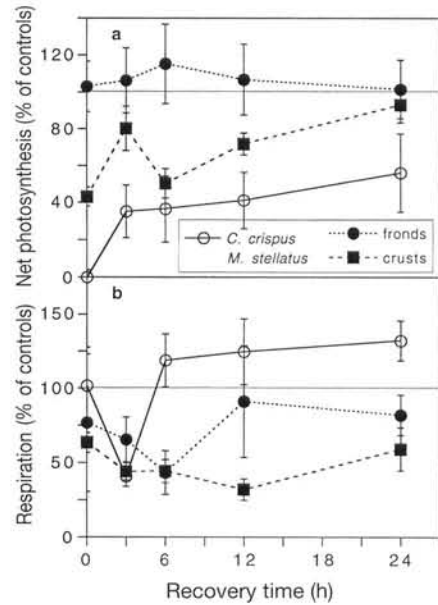 a
120
80
40
0
Net photosynthesis (% of controls)
C. crispus
M. stellatus
fronds
crusts
b
150
100
50
0
Respiration (% of controls)
0 6 12 18 24
Recovery time (h)